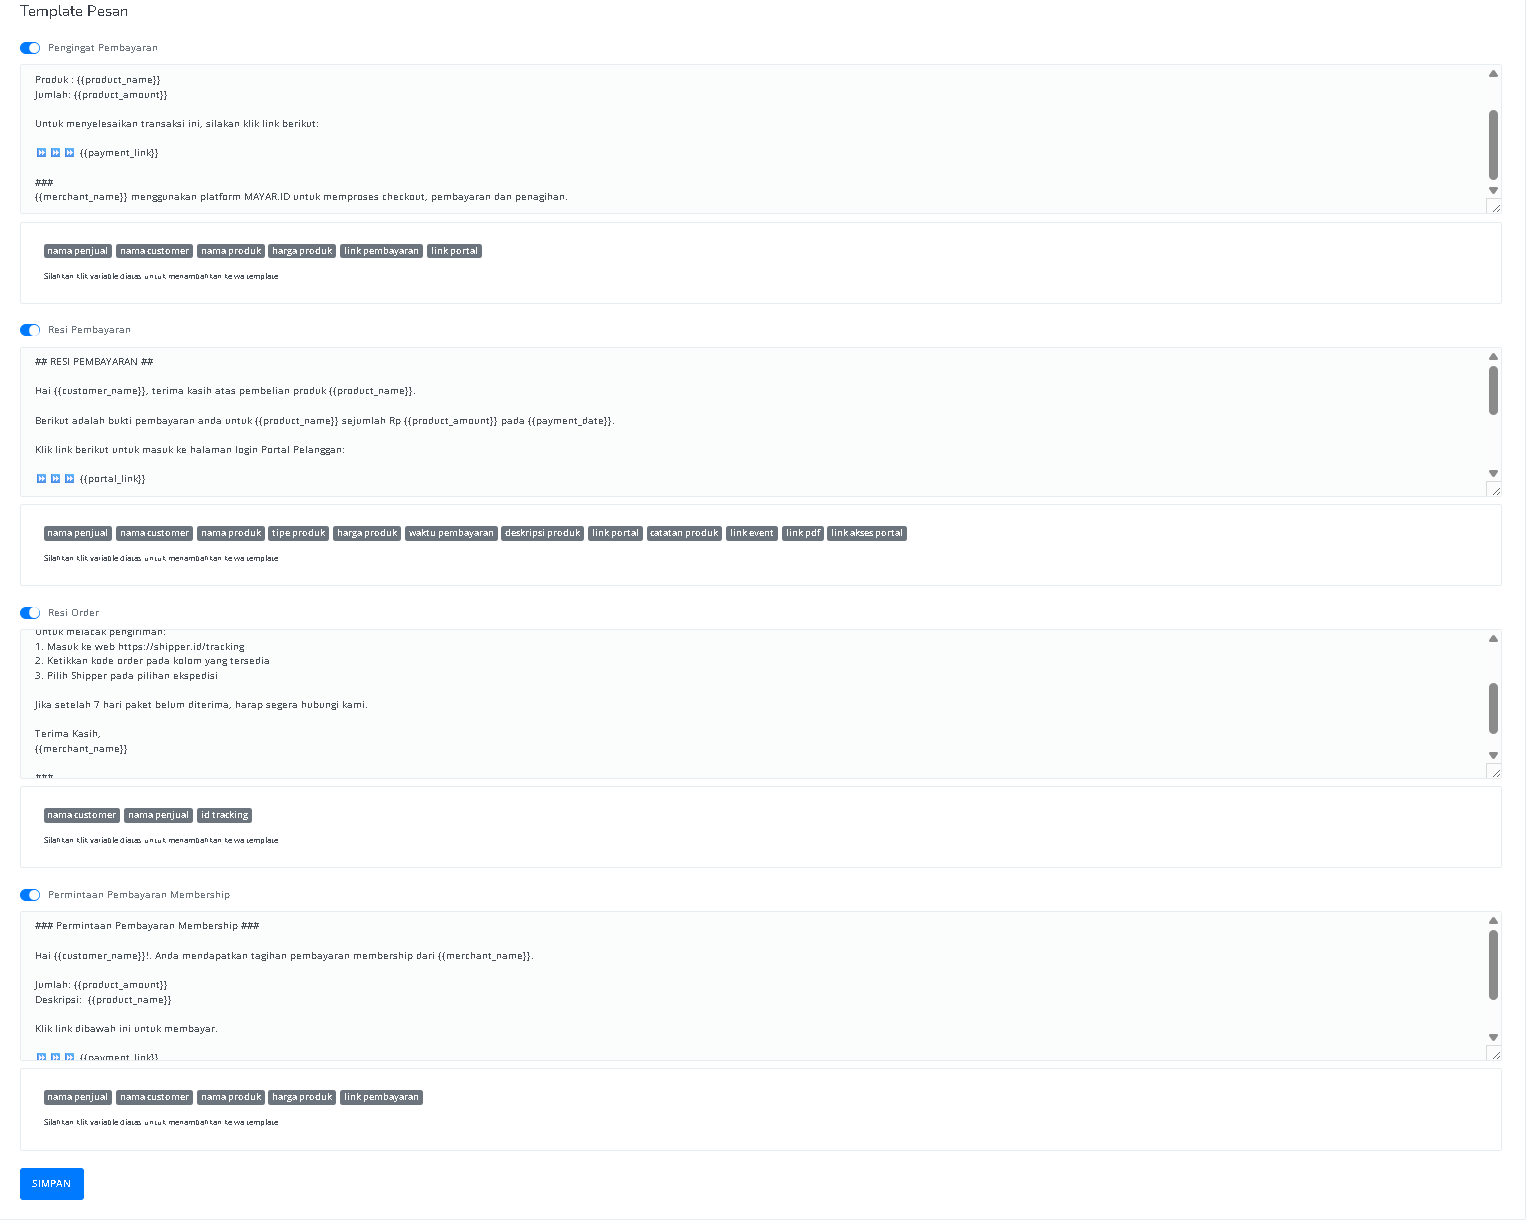 Template Pesan
Pengingat Pembayaran
Produk : {{product_name}}
Jumlah: {{product_amount}}
Untuk menyelesaikan transaksi ini, silakan klik link berikut:
⏩ ⏩ ⏩ {{payment_link}}
###
{{merchant_name}} menggunakan platform MAYAR.ID untuk memproses checkout, pembayaran dan penagihan.
nama penjual nama customer nama produk harga produk link pembayaran link portal
Silahkan klik variable diatas untuk menambahkan ke wa template
Resi Pembayaran
## RESI PEMBAYARAN ##
Hai {{customer_name}}, terima kasih atas pembelian produk {{product_name}}.
Berikut adalah bukti pembayaran anda untuk {{product_name}} sejumlah Rp {{product_amount}} pada {{payment_date}}.
Klik link berikut untuk masuk ke halaman login Portal Pelanggan:
⏩ ⏩ ⏩ {{portal_link}}
nama penjual nama customer nama produk tipe produk harga produk waktu pembayaran deskripsi produk link portal catatan produk link event link pdf link akses portal
Silahkan klik variable diatas untuk menambahkan ke wa template
Resi Order
Untuk melacak pengiriman:
1. Masuk ke web https://shipper.id/tracking
2. Ketikkan kode order pada kolom yang tersedia
3. Pilih Shipper pada pilihan ekspedisi
Jika setelah 7 hari paket belum diterima, harap segera hubungi kami.
Terima Kasih,
{{merchant_name}}
###
nama customer nama penjual id tracking
Silahkan klik variable diatas untuk menambahkan ke wa template
Permintaan Pembayaran Membership
### Permintaan Pembayaran Membership ###
Hai {{customer_name}}!. Anda mendapatkan tagihan pembayaran membership dari {{merchant_name}}.
Jumlah: {{product_amount}}
Deskripsi: {{product_name}}
Klik link dibawah ini untuk membayar.
⏩ ⏩ ⏩ {{payment_link}}
nama penjual nama customer nama produk harga produk link pembayaran
Silahkan klik variable diatas untuk menambahkan ke wa template
SIMPAN